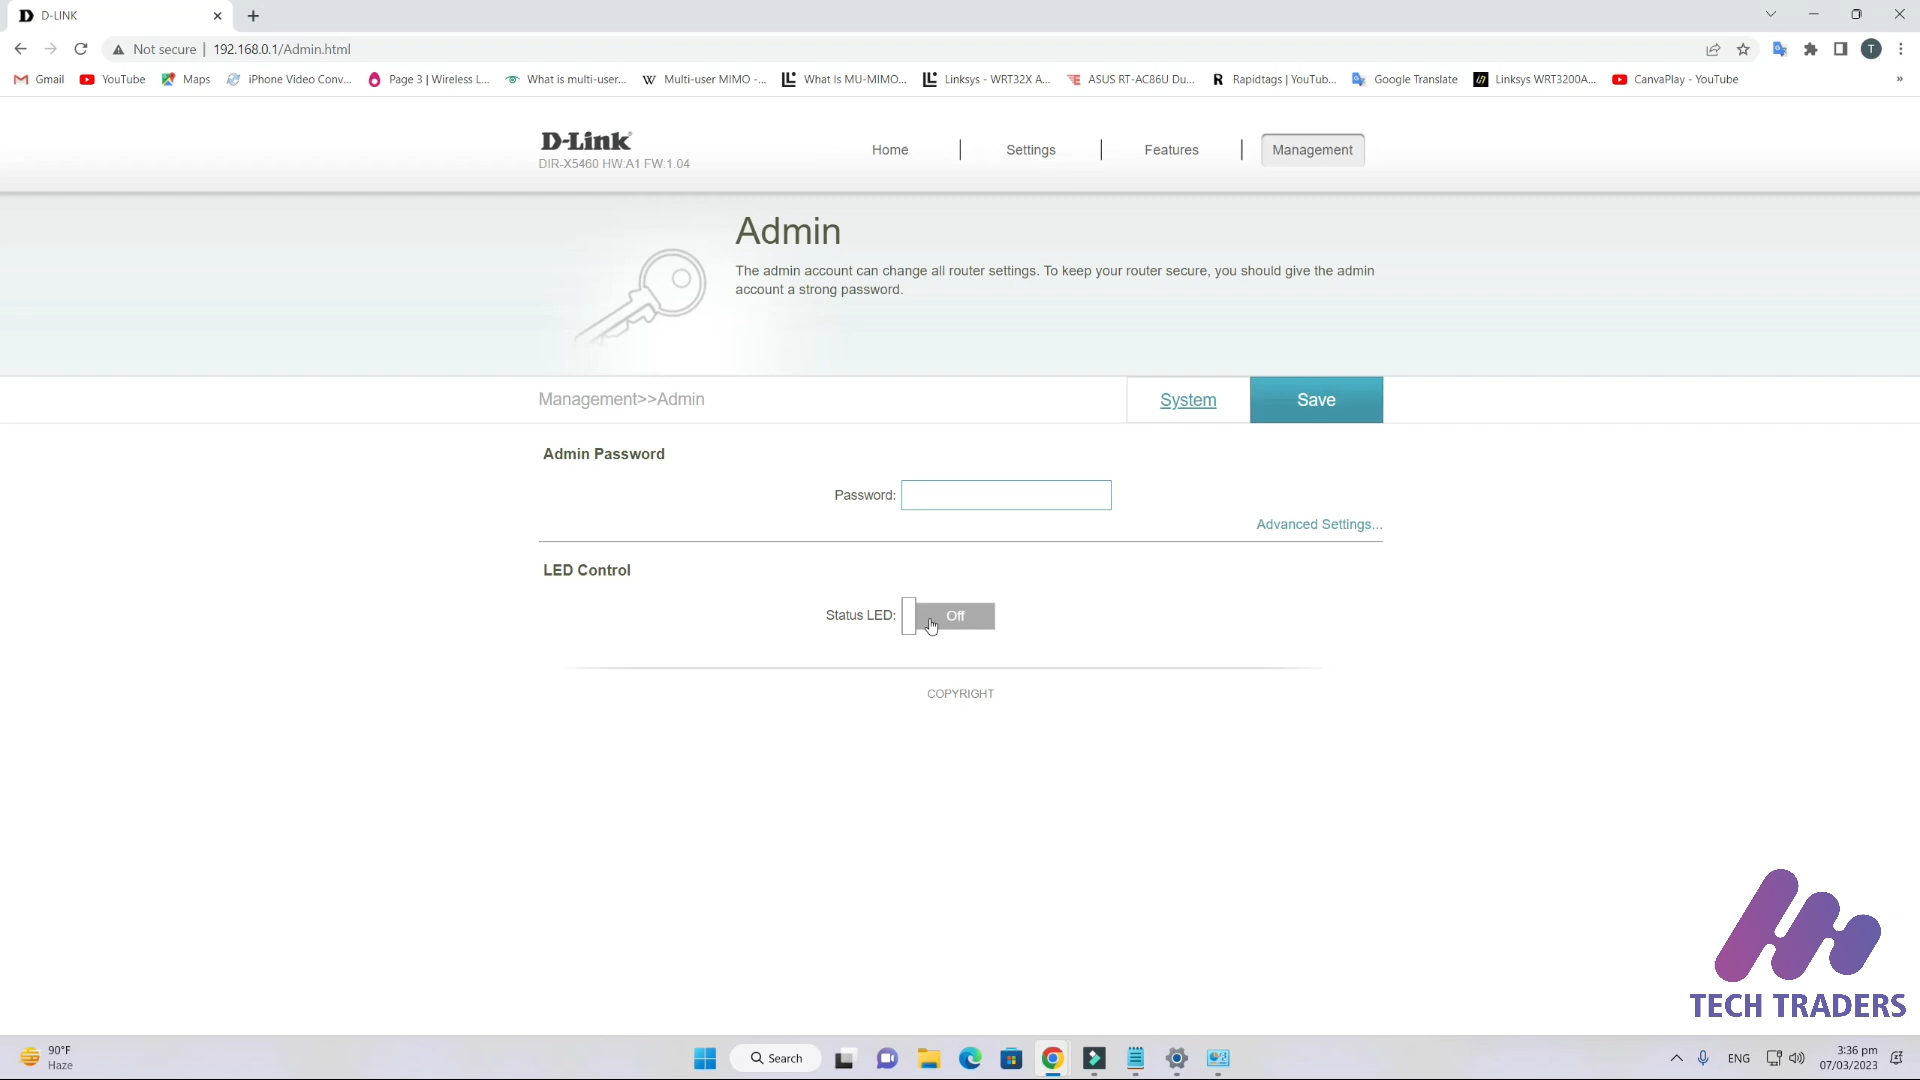 D-LINK
Not secure | 192.168.0.1/Admin.html
Gmail YouTube Maps iPhone Video Conv... Page 3 | Wireless L... What is multi-user... Multi-user MIMO -... What Is MU-MIMO... Linksys - WRT32X A... ASUS RT-AC86U Du... Rapidtags | YouTub... Google Translate Linksys WRT3200A... CanvaPlay - YouTube »
D-Link
DIR-X5460 HW:A1 FW:1.04
Home Settings Features Management
Admin
The admin account can change all router settings. To keep your router secure, you should give the admin
account a strong password.
Management>>Admin System Save
Admin Password
Password:
Advanced Settings...
LED Control
Status LED: Off
COPYRIGHT
TECH TRADERS
90°F
Haze
Search
ENG
3:36 pm
07/03/2023